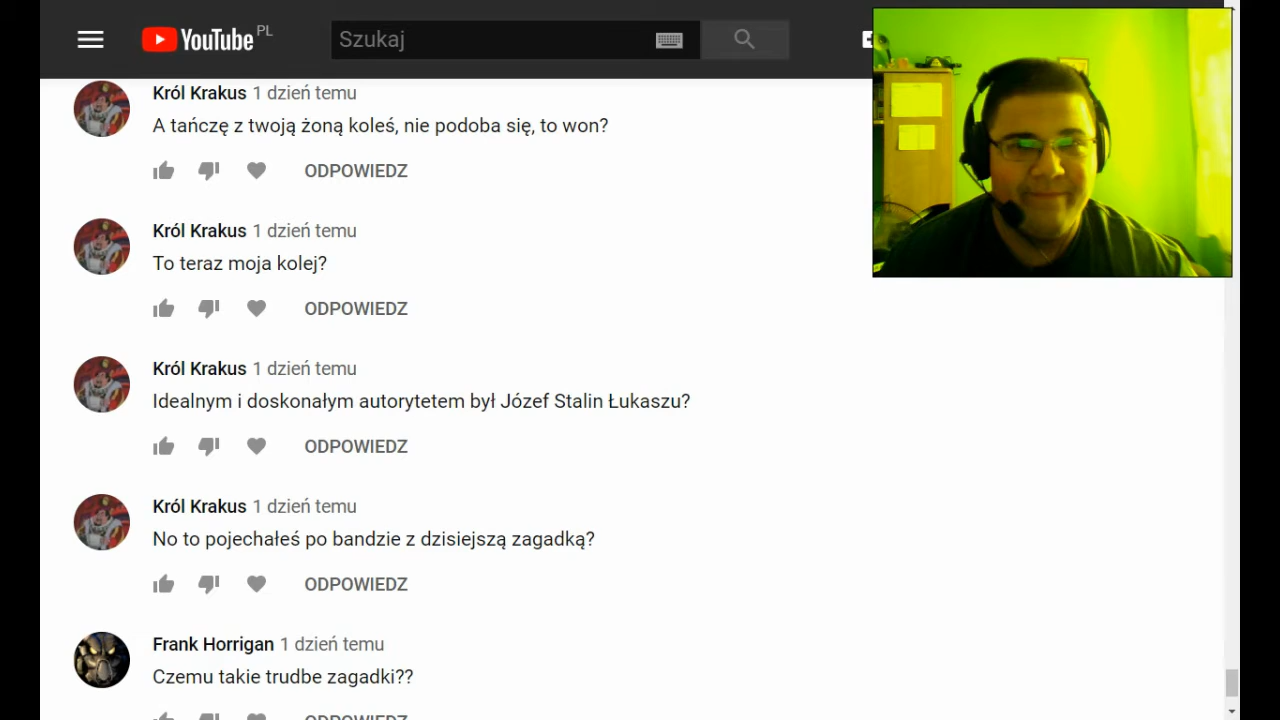 YouTube PL
Szukaj
Król Krakus 1 dzień temu
A tańczę z twoją żoną koleś, nie podoba się, to won?
ODPOWIEDZ
Król Krakus 1 dzień temu
To teraz moja kolej?
ODPOWIEDZ
Król Krakus 1 dzień temu
Idealnym i doskonałym autorytetem był Józef Stalin Łukaszu?
ODPOWIEDZ
Król Krakus 1 dzień temu
No to pojechałeś po bandzie z dzisiejszą zagadką?
ODPOWIEDZ
Frank Horrigan 1 dzień temu
Czemu takie trudbe zagadki??
ODPOWIEDZ